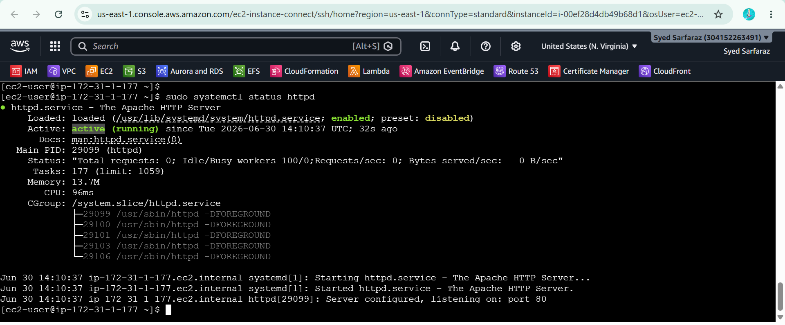 us-east-1.console.aws.amazon.com/ec2-instance-connect/ssh/home?region=us-east-1&connType=standard&instanceId=i-00ef28d4db49b68d1&osUser=ec2-...
aws Search [Alt+S] United States (N. Virginia) ▼ Syed Sarfaraz (304152263491) ▼
Syed Sarfaraz
IAM VPC EC2 S3 Aurora and RDS EFS CloudFormation Lambda Amazon EventBridge Route 53 Certificate Manager CloudFront
[ec2-user@ip-172-31-1-177 ~]$
[ec2-user@ip-172-31-1-177 ~]$ sudo systemctl status httpd
● httpd.service - The Apache HTTP Server
Loaded: loaded (/usr/lib/systemd/system/httpd.service; enabled; preset: disabled)
Active: active (running) since Tue 2026-06-30 14:10:37 UTC; 32s ago
Docs: man:httpd.service(8)
Main PID: 29099 (httpd)
Status: "Total requests: 0; Idle/Busy workers 100/0;Requests/sec: 0; Bytes served/sec:   0 B/sec"
Tasks: 177 (limit: 1059)
Memory: 13.7M
CPU: 96ms
CGroup: /system.slice/httpd.service
├─29099 /usr/sbin/httpd -DFOREGROUND
├─29100 /usr/sbin/httpd -DFOREGROUND
├─29101 /usr/sbin/httpd -DFOREGROUND
├─29103 /usr/sbin/httpd -DFOREGROUND
└─29106 /usr/sbin/httpd -DFOREGROUND
Jun 30 14:10:37 ip-172-31-1-177.ec2.internal systemd[1]: Starting httpd.service - The Apache HTTP Server...
Jun 30 14:10:37 ip-172-31-1-177.ec2.internal systemd[1]: Started httpd.service - The Apache HTTP Server.
Jun 30 14:10:37 ip-172-31-1-177.ec2.internal httpd[29099]: Server configured, listening on: port 80
[ec2-user@ip-172-31-1-177 ~]$